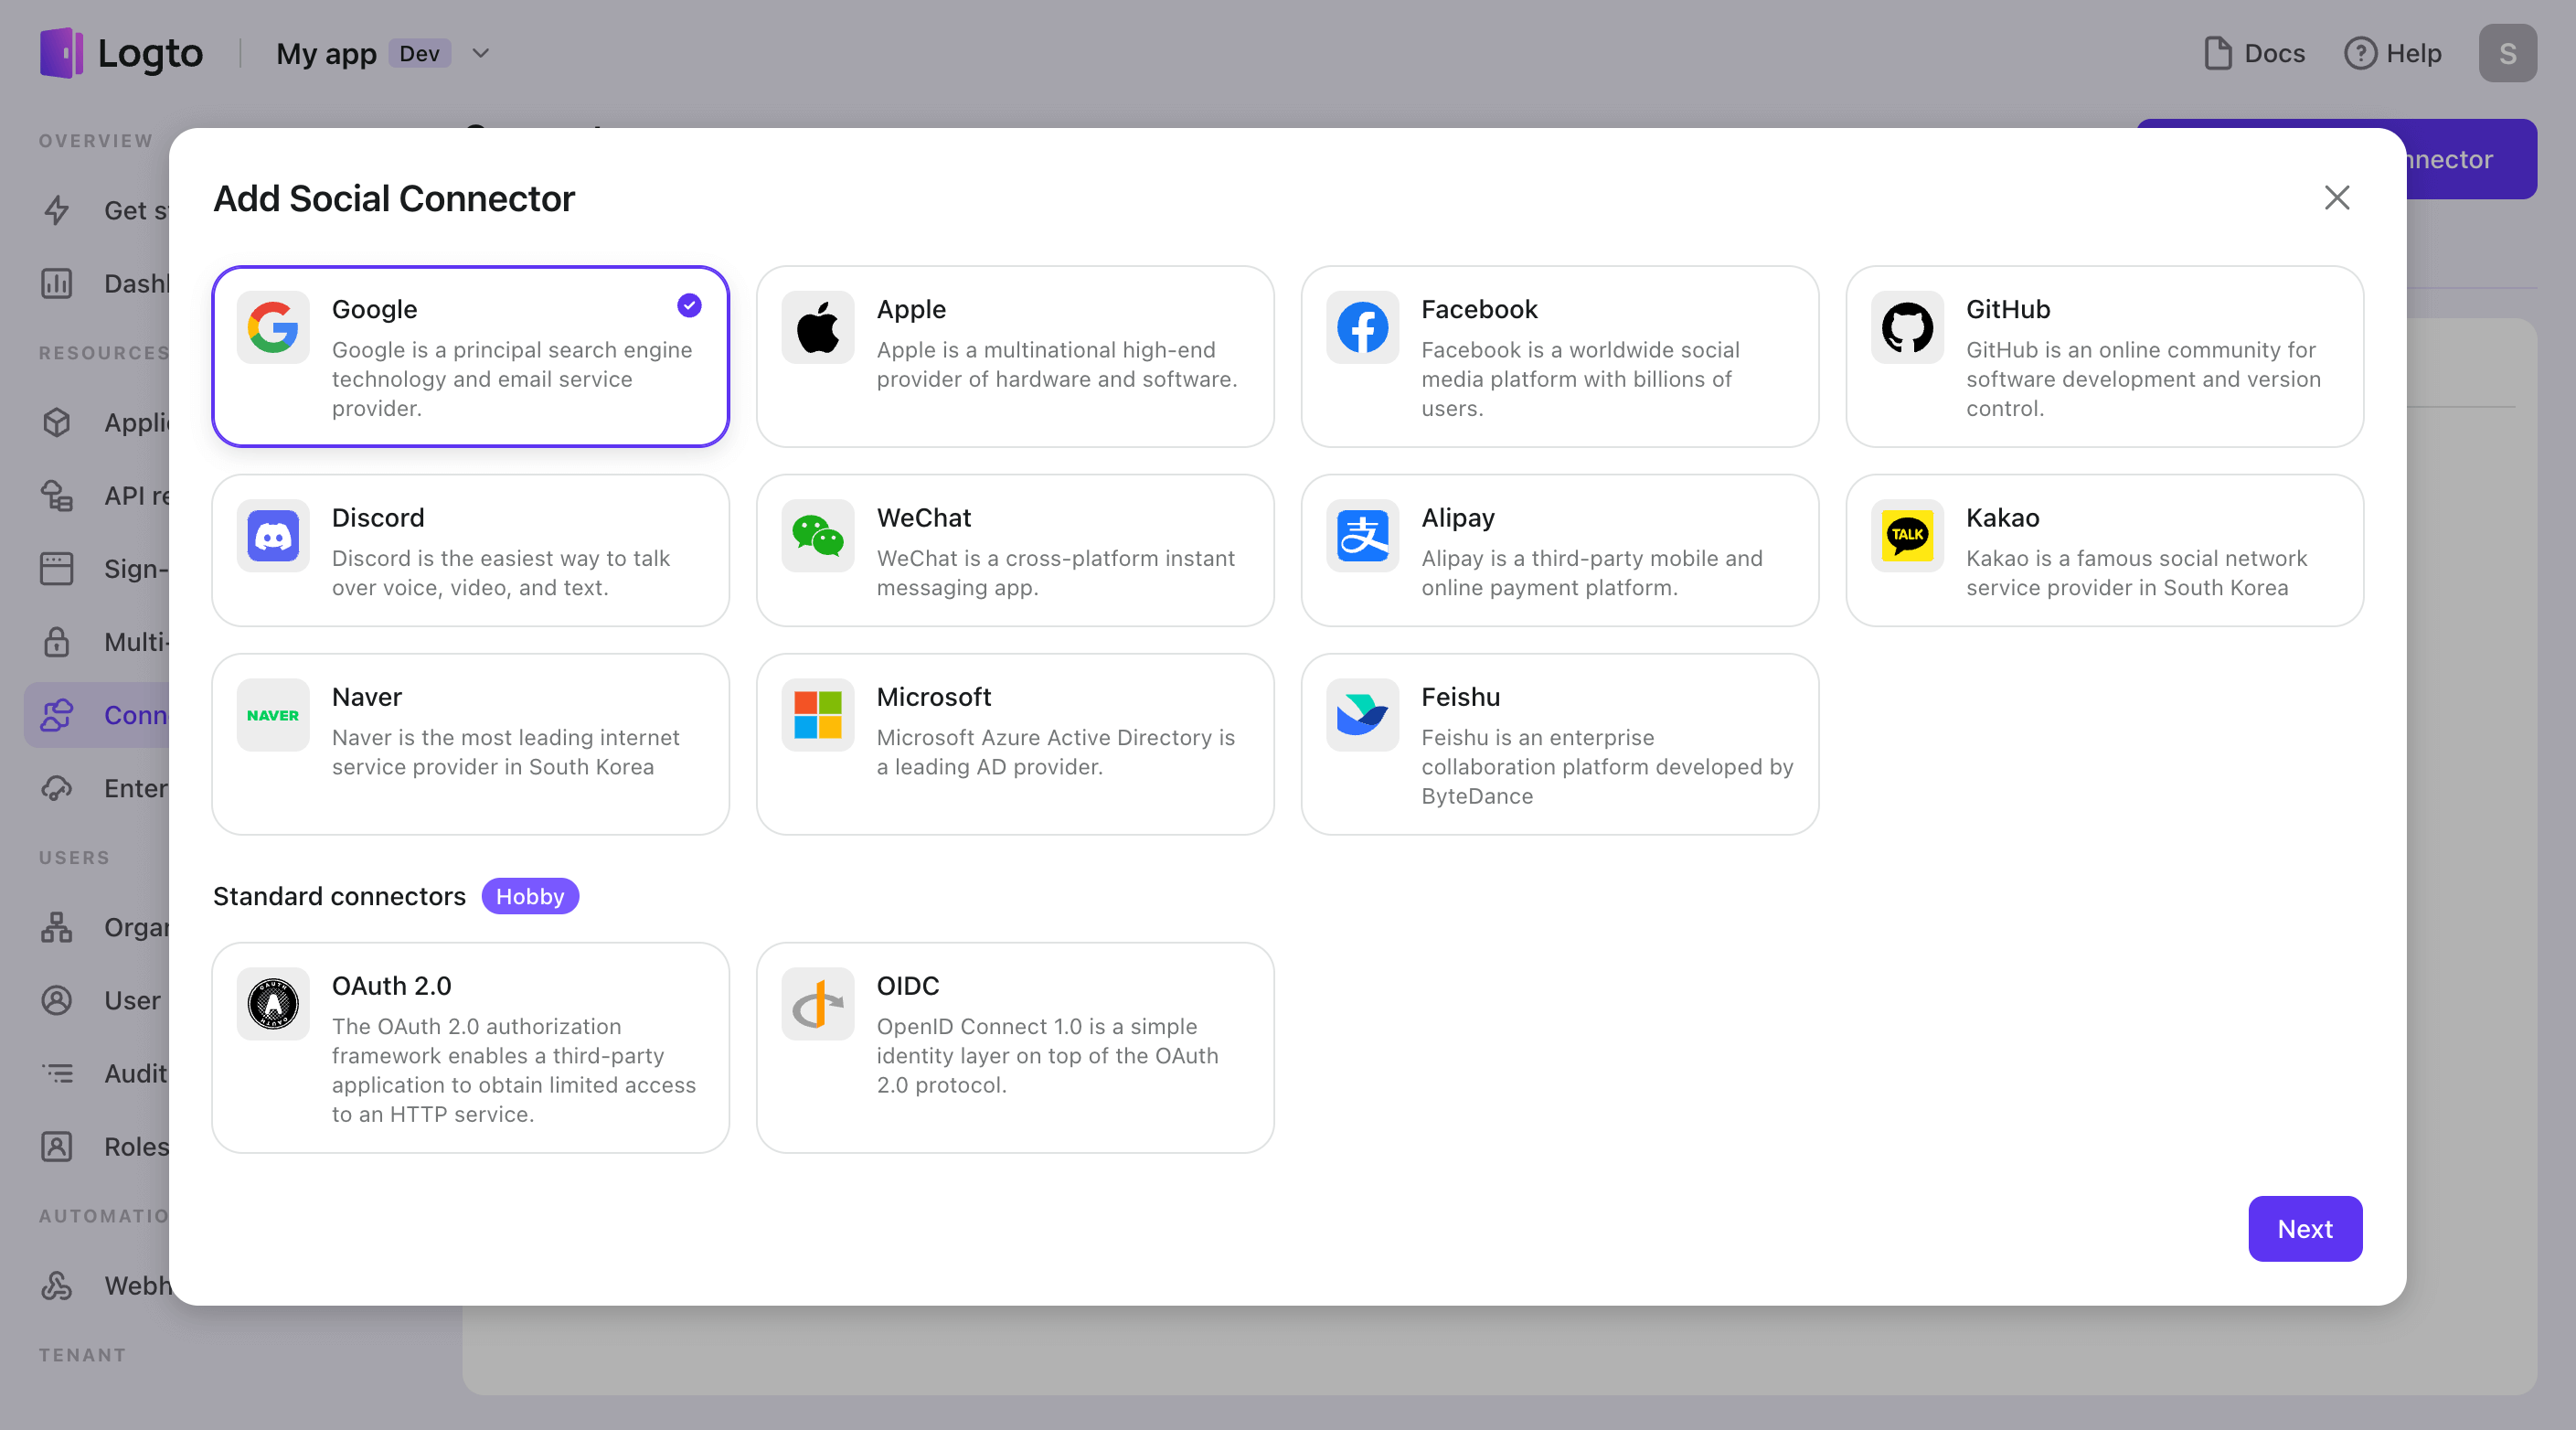 Logto
My app Dev
Docs
Help
S
OVERVIEW
Get st
Dashl
RESOURCES
Appli
API re
Sign-
Multi-
Conn
Enter
USERS
Organ
User
Audit
Roles
AUTOMATIO
Webh
TENANT
nnector
Add Social Connector
Google
Google is a principal search engine
technology and email service
provider.
Apple
Apple is a multinational high-end
provider of hardware and software.
Facebook
Facebook is a worldwide social
media platform with billions of
users.
GitHub
GitHub is an online community for
software development and version
control.
Discord
Discord is the easiest way to talk
over voice, video, and text.
WeChat
WeChat is a cross-platform instant
messaging app.
支
Alipay
Alipay is a third-party mobile and
online payment platform.
TALK
Kakao
Kakao is a famous social network
service provider in South Korea
NAVER
Naver
Naver is the most leading internet
service provider in South Korea
Microsoft
Microsoft Azure Active Directory is
a leading AD provider.
Feishu
Feishu is an enterprise
collaboration platform developed by
ByteDance
Standard connectors Hobby
OAUTH
A
OAUTH
OAuth 2.0
The OAuth 2.0 authorization
framework enables a third-party
application to obtain limited access
to an HTTP service.
OIDC
OpenID Connect 1.0 is a simple
identity layer on top of the OAuth
2.0 protocol.
Next